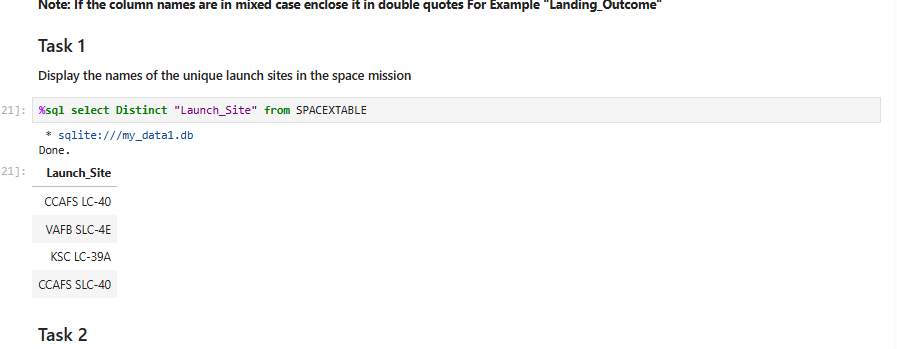 Note: If the column names are in mixed case enclose it in double quotes For Example "Landing_Outcome"
Task 1
Display the names of the unique launch sites in the space mission
21]: %sql select Distinct "Launch_Site" from SPACEXTABLE
* sqlite:///my_data1.db
Done.
21]: Launch_Site
CCAFS LC-40
VAFB SLC-4E
KSC LC-39A
CCAFS SLC-40
Task 2